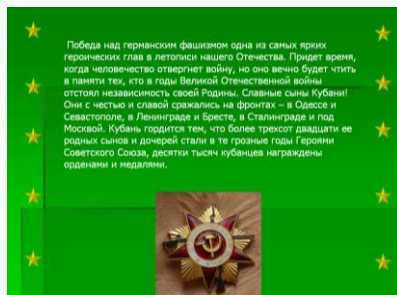 Победа над германским фашизмом одна из самых ярких
героических глав в летописи нашего Отечества. Придет время,
когда человечество отвергнет войну, но оно вечно будет чтить
в памяти тех, кто в годы Великой Отечественной войны
отстоял независимость своей Родины. Славные сыны Кубани!
Они с честью и славой сражались на фронтах – в Одессе и
Севастополе, в Ленинграде и Бресте, в Сталинграде и под
Москвой. Кубань гордится тем, что более трехсот двадцати ее
родных сынов и дочерей стали в те грозные годы Героями
Советского Союза, десятки тысяч кубанцев награждены
орденами и медалями.